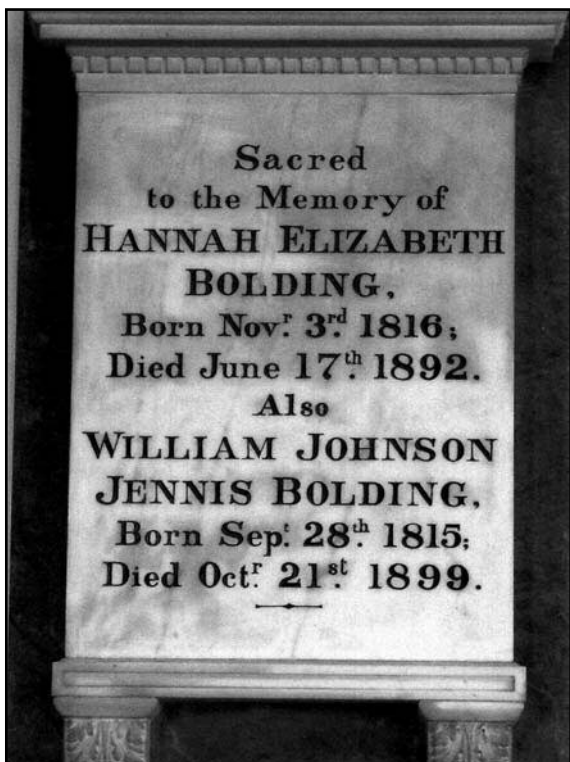 Sacred
to the Memory of
HANNAH ELIZABETH
BOLDING,
Born Novʳ. 3ʳᵈ. 1816;
Died June 17ᵗʰ. 1892.
Also
WILLIAM JOHNSON
JENNIS BOLDING,
Born Sepᵗ. 28ᵗʰ. 1815;
Died Octʳ. 21ˢᵗ. 1899.